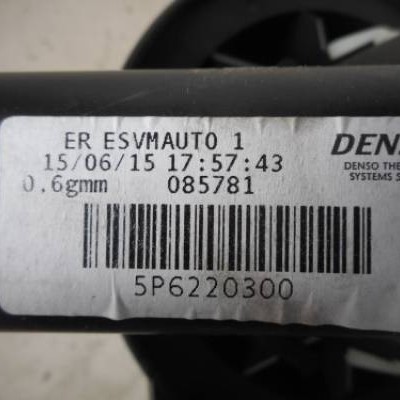 ER ESVMAUTO 1
15/06/15 17:57:43
0.6gmm 085781
5P6220300
DEN
DENSO THE
SYSTEMS S